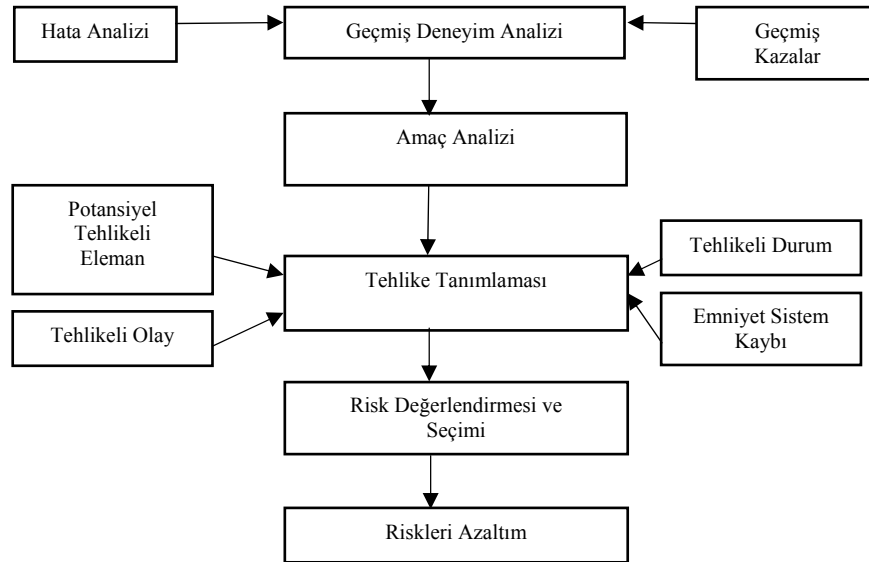 Hata Analizi
Geçmiş Deneyim Analizi
Geçmiş
Kazalar
Amaç Analizi
Potansiyel
Tehlikeli
Eleman
Tehlike Tanımlaması
Tehlikeli Durum
Tehlikeli Olay
Emniyet Sistem
Kaybı
Risk Değerlendirmesi ve
Seçimi
Riskleri Azaltım